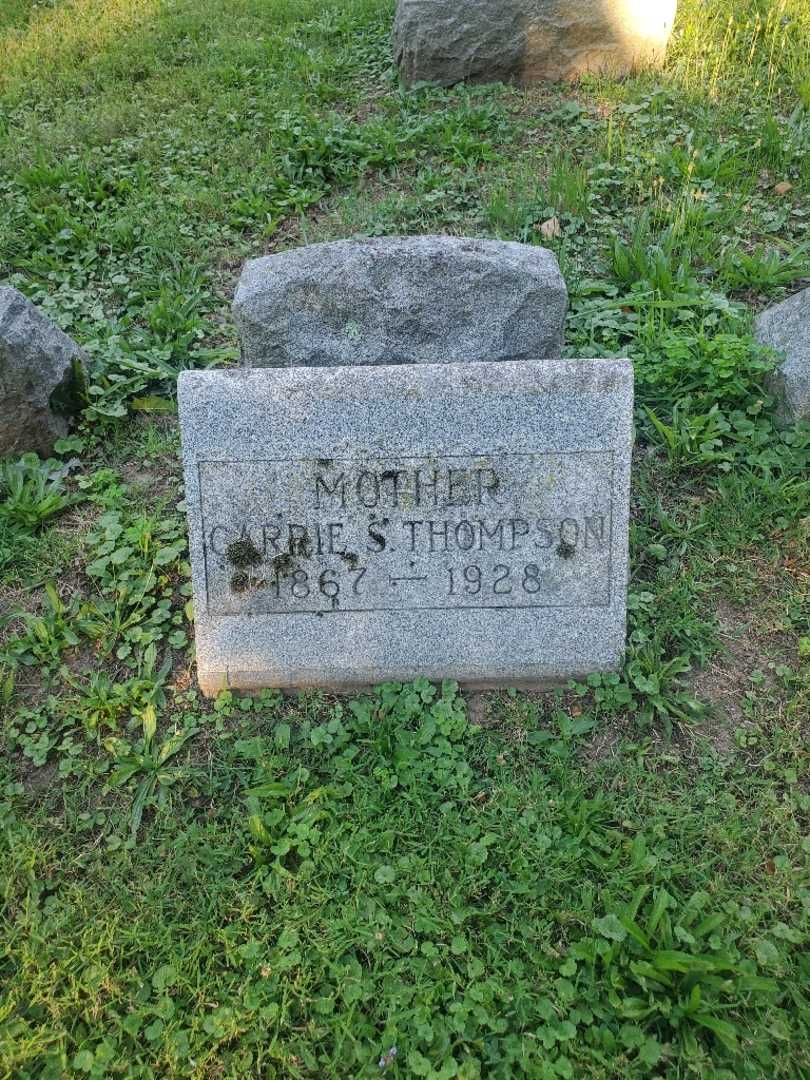 MOTHER
CARRIE S. THOMPSON
1867 — 1928